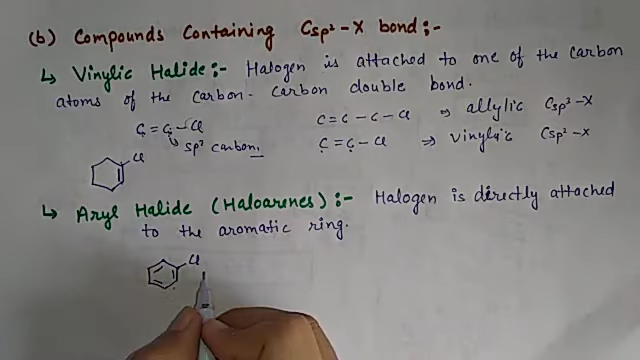 (b) Compounds Containing Csp² - X bond :-
↳ Vinylic Halide :- Halogen is attached to one of the carbon
atoms of the carbon - carbon double bond.
C = C - Cl
sp² carbon
Cl
C = C - C - Cl ⇒ allylic Csp³ - X
C = C - Cl ⇒ vinylic Csp² - X
↳ Aryl Halide (Haloarenes) :- Halogen is directly attached
to the aromatic ring.
Cl